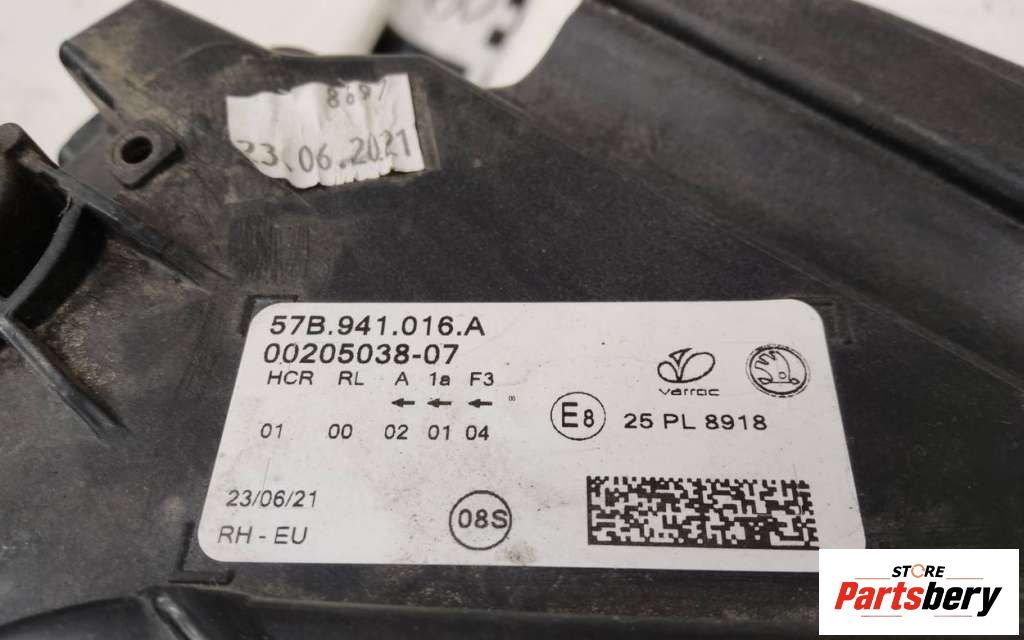 23.06.2021
57B.941.016.A
00205038-07
HCR RL A 1a F3
01 00 02 01 04
varroc
E8 25 PL 8918
23/06/21
08S
RH - EU
STORE
Partsbery